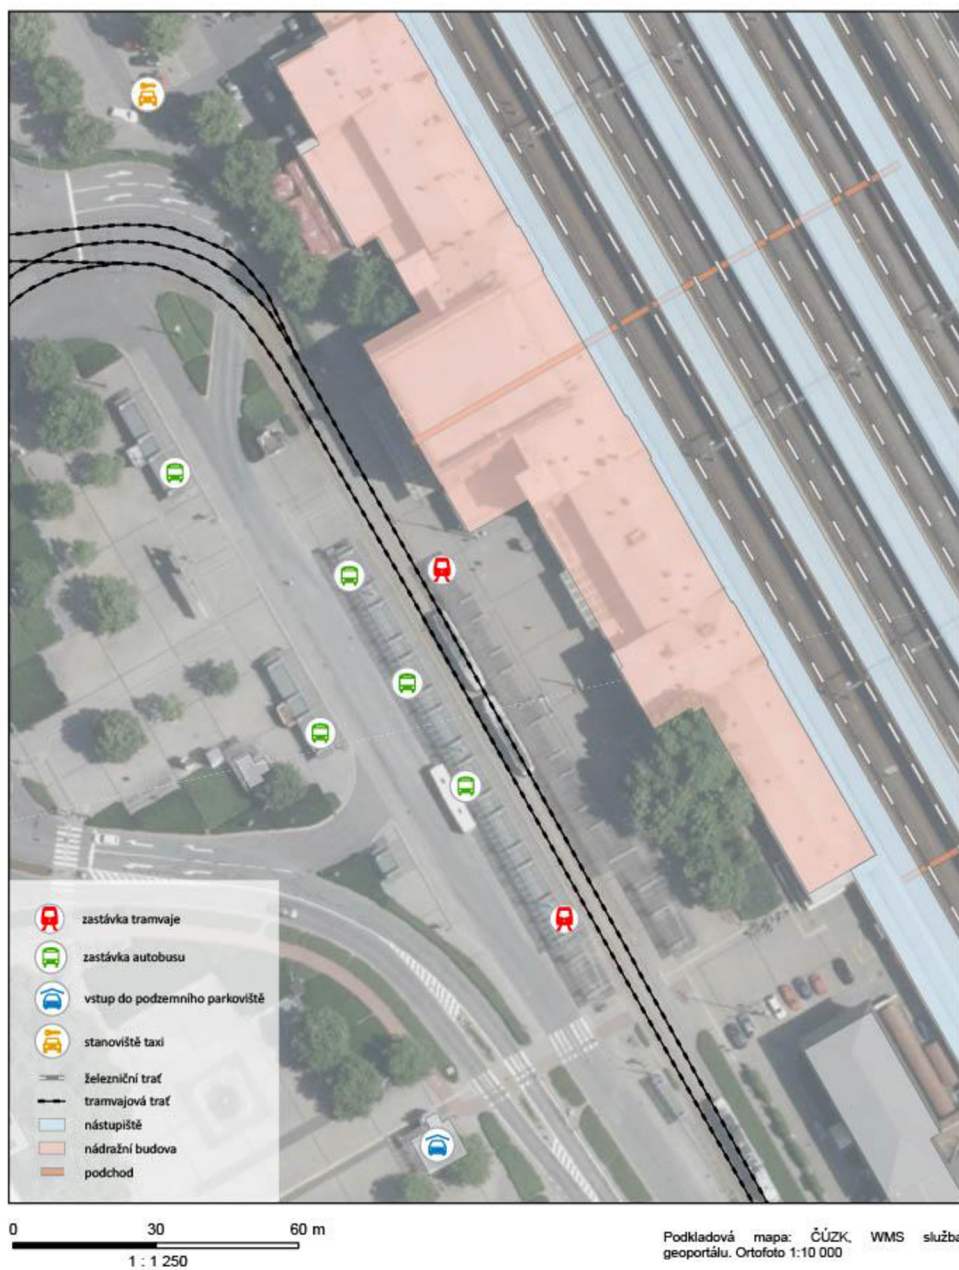 zastávka tramvaje
zastávka autobusu
vstup do podzemního parkoviště
stanoviště taxi
železniční trať
tramvajová trať
nástupiště
nádražní budova
podchod
0 30 60 m
1 : 1 250
Podkladová mapa: ČÚZK, WMS služba
geoportálu. Ortofoto 1:10 000